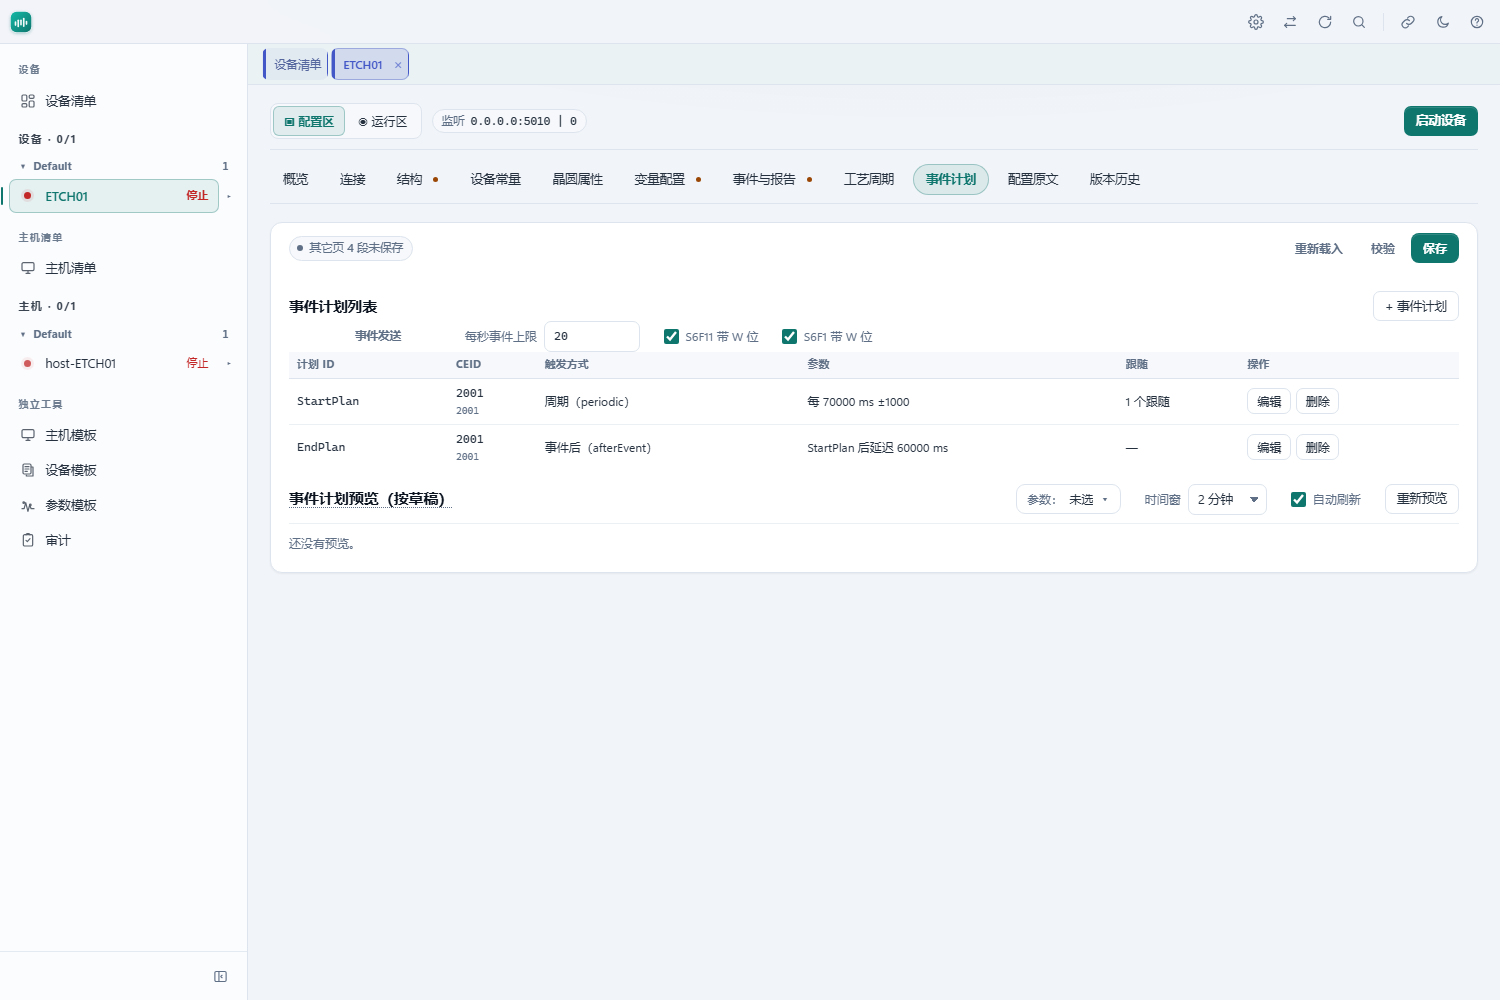 设备
设备清单
设备 · 0/1
Default 1
ETCH01 停止
主机清单
主机清单
主机 · 0/1
Default 1
host-ETCH01 停止
独立工具
主机模板
设备模板
参数模板
审计
设备清单 ETCH01 ×
配置区 运行区 监听 0.0.0.0:5010 | 0 启动设备
概览 连接 结构 设备常量 晶圆属性 变量配置 事件与报告 工艺周期 事件计划 配置原文 版本历史
其它页 4 段未保存 重新载入 校验 保存
事件计划列表 + 事件计划
事件发送 每秒事件上限 20 S6F11 带 W 位 S6F1 带 W 位
计划 ID CEID 触发方式 参数 跟随 操作
StartPlan 2001 周期（periodic） 每 70000 ms ±1000 1 个跟随 编辑 删除
2001
EndPlan 2001 事件后（afterEvent） StartPlan 后延迟 60000 ms — 编辑 删除
2001
事件计划预览（按草稿） 参数： 未选 时间窗 2 分钟 自动刷新 重新预览
还没有预览。